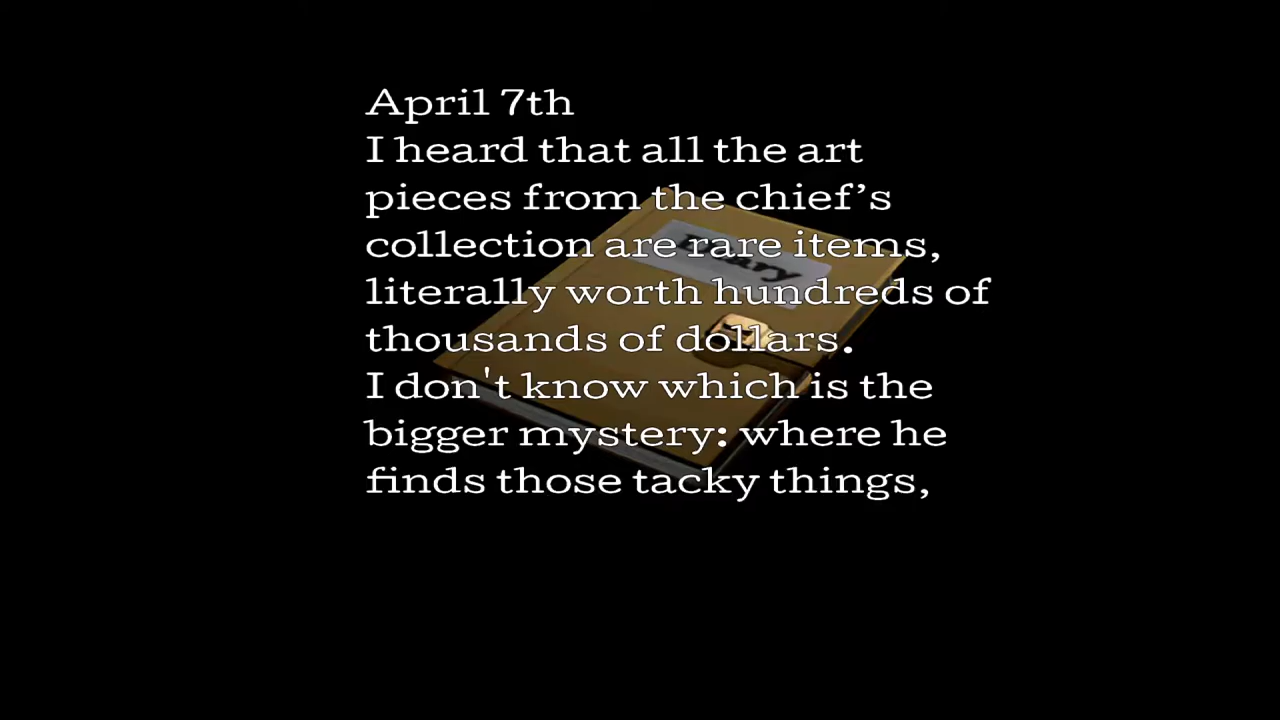 April 7th
I heard that all the art
pieces from the chief’s
collection are rare items,
literally worth hundreds of
thousands of dollars.
I don't know which is the
bigger mystery: where he
finds those tacky things,
Diary